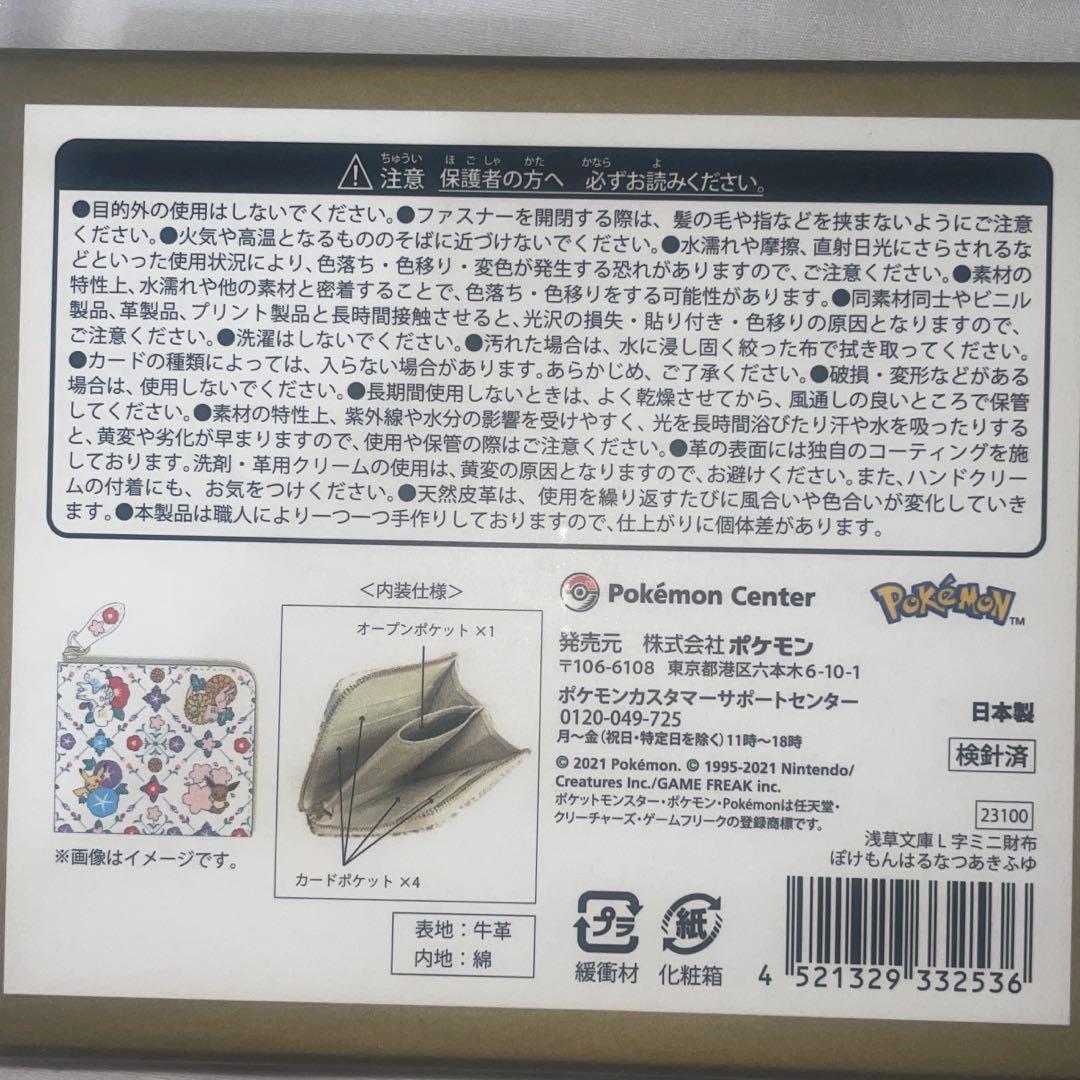 ちゅうい ほごしゃ かた かなら よ
注意 保護者の方へ 必ずお読みください。
●目的外の使用はしないでください。●ファスナーを開閉する際は、髪の毛や指などを挟まないようにご注意
ください。●火気や高温となるもののそばに近づけないでください。●水濡れや摩擦、直射日光にさらされるな
どといった使用状況により、色落ち・色移り・変色が発生する恐れがありますので、ご注意ください。●素材の
特性上、水濡れや他の素材と密着することで、色落ち・色移りをする可能性があります。●同素材同士やビニル
製品、革製品、プリント製品と長時間接触させると、光沢の損失・貼り付き・色移りの原因となりますので、
ご注意ください。●洗濯はしないでください。●汚れた場合は、水に浸し固く絞った布で拭き取ってください。
●カードの種類によっては、入らない場合があります。あらかじめ、ご了承ください。●破損・変形などがある
場合は、使用しないでください。●長期間使用しないときは、よく乾燥させてから、風通しの良いところで保管
してください。●素材の特性上、紫外線や水分の影響を受けやすく、光を長時間浴びたり汗や水を吸ったりする
と、黄変や劣化が早まりますので、使用や保管の際はご注意ください。●革の表面には独自のコーティングを施
しております。洗剤・革用クリームの使用は、黄変の原因となりますので、お避けください。また、ハンドクリー
ムの付着にも、お気をつけください。●天然皮革は、使用を繰り返すたびに風合いや色合いが変化していき
ます。●本製品は職人により一つ一つ手作りしておりますので、仕上がりに個体差があります。
<内装仕様>
オープンポケット ×1
カードポケット ×4
※画像はイメージです。
表地：牛革
内地：綿
Pokémon Center
POKéMON™
発売元 株式会社ポケモン
〒106-6108 東京都港区六本木6-10-1
ポケモンカスタマーサポートセンター
0120-049-725
月～金(祝日・特定日を除く)11時～18時
© 2021 Pokémon. © 1995-2021 Nintendo/
Creatures Inc./GAME FREAK inc.
ポケットモンスター・ポケモン・Pokémonは任天堂・
クリーチャーズ・ゲームフリークの登録商標です。
日本製
検針済
23100
浅草文庫L字ミニ財布
ぽけもんはるなつあきふゆ
プラ
緩衝材
紙
化粧箱
4 521329 332536